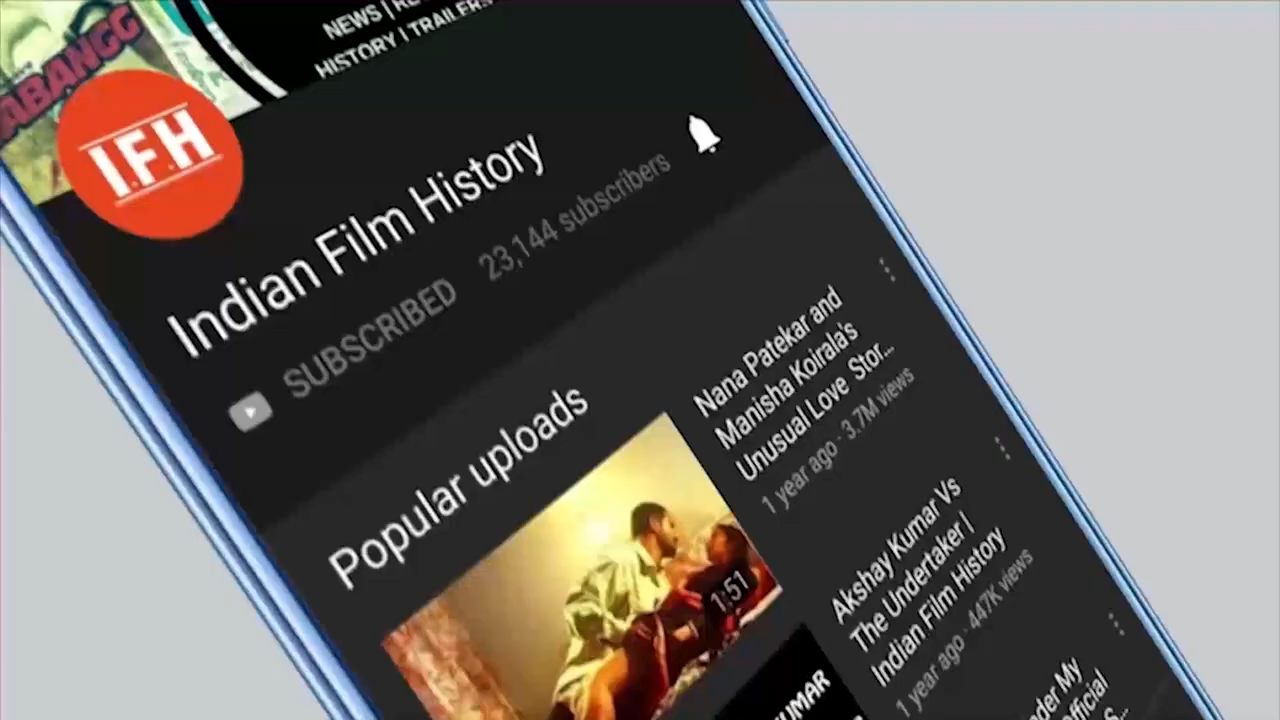 NEWS |
HISTORY | TRAILERS
ABANGG
I.F.H
Indian Film History
SUBSCRIBED 23,144 subscribers
Popular uploads
1:51
Nana Patekar and
Manisha Koirala's
Unusual Love Stor...
1 year ago · 3.7M views
Akshay Kumar Vs
The Undertaker |
Indian Film History
1 year ago · 447K views
UMAR
der My
fficial
S...